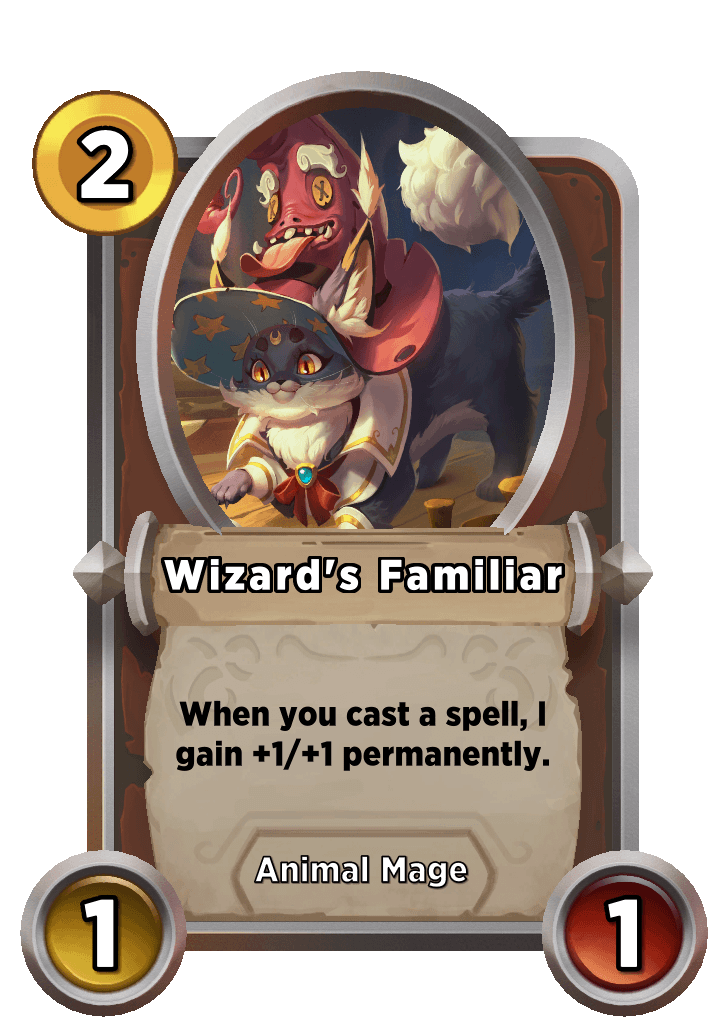 2
Wizard's Familiar
When you cast a spell, I
gain +1/+1 permanently.
Animal Mage
1
1